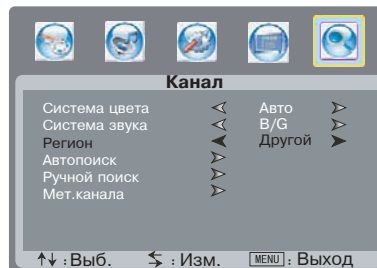 Канал
Система цвета Авто
Система звука B/G
Регион Другой
Автопоиск
Ручной поиск
Мет.канала
: Выб. : Изм. MENU : Выход